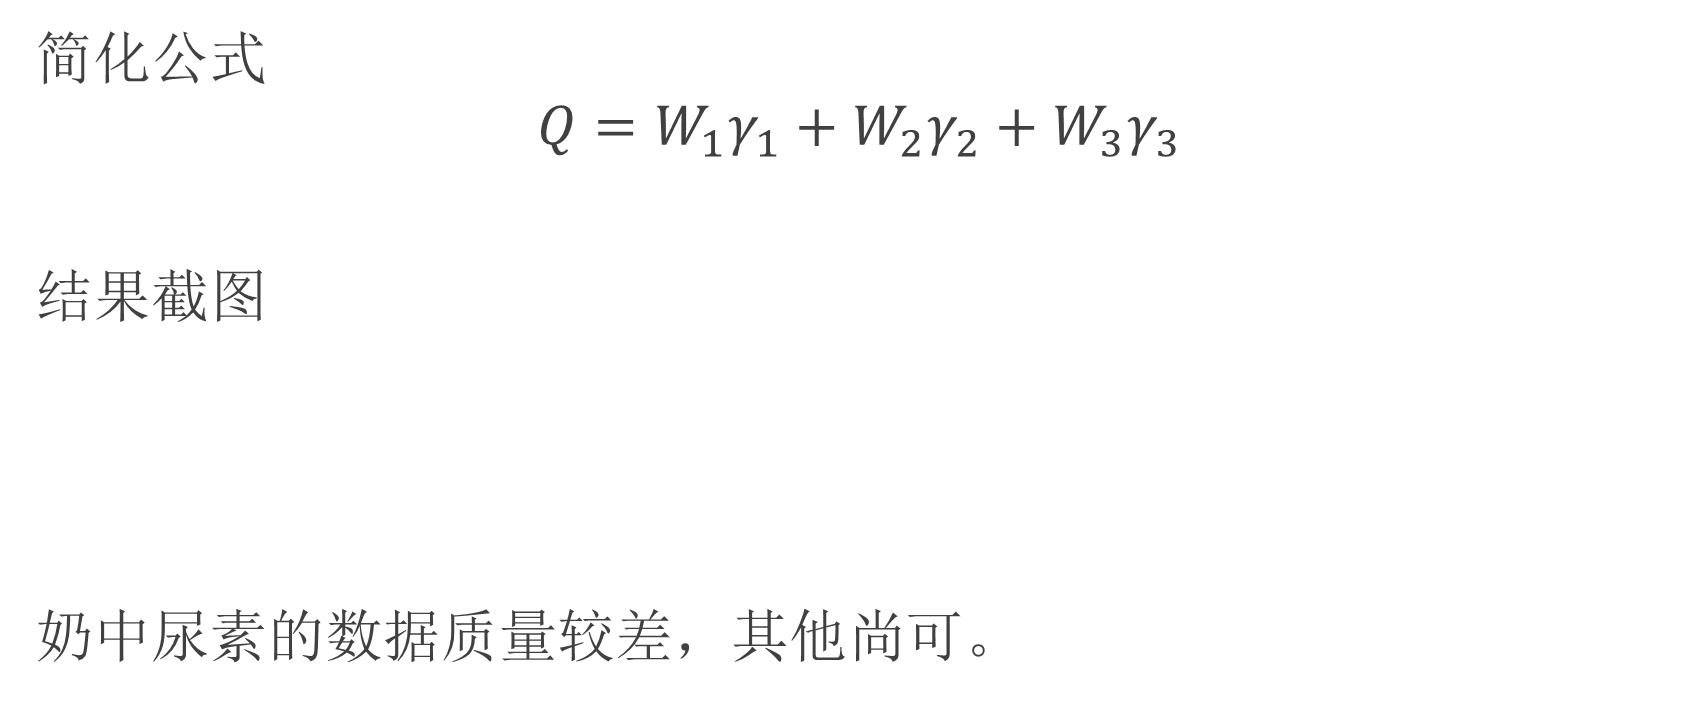 简化公式
Q = W₁γ₁ + W₂γ₂ + W₃γ₃
结果截图
奶中尿素的数据质量较差，其他尚可。